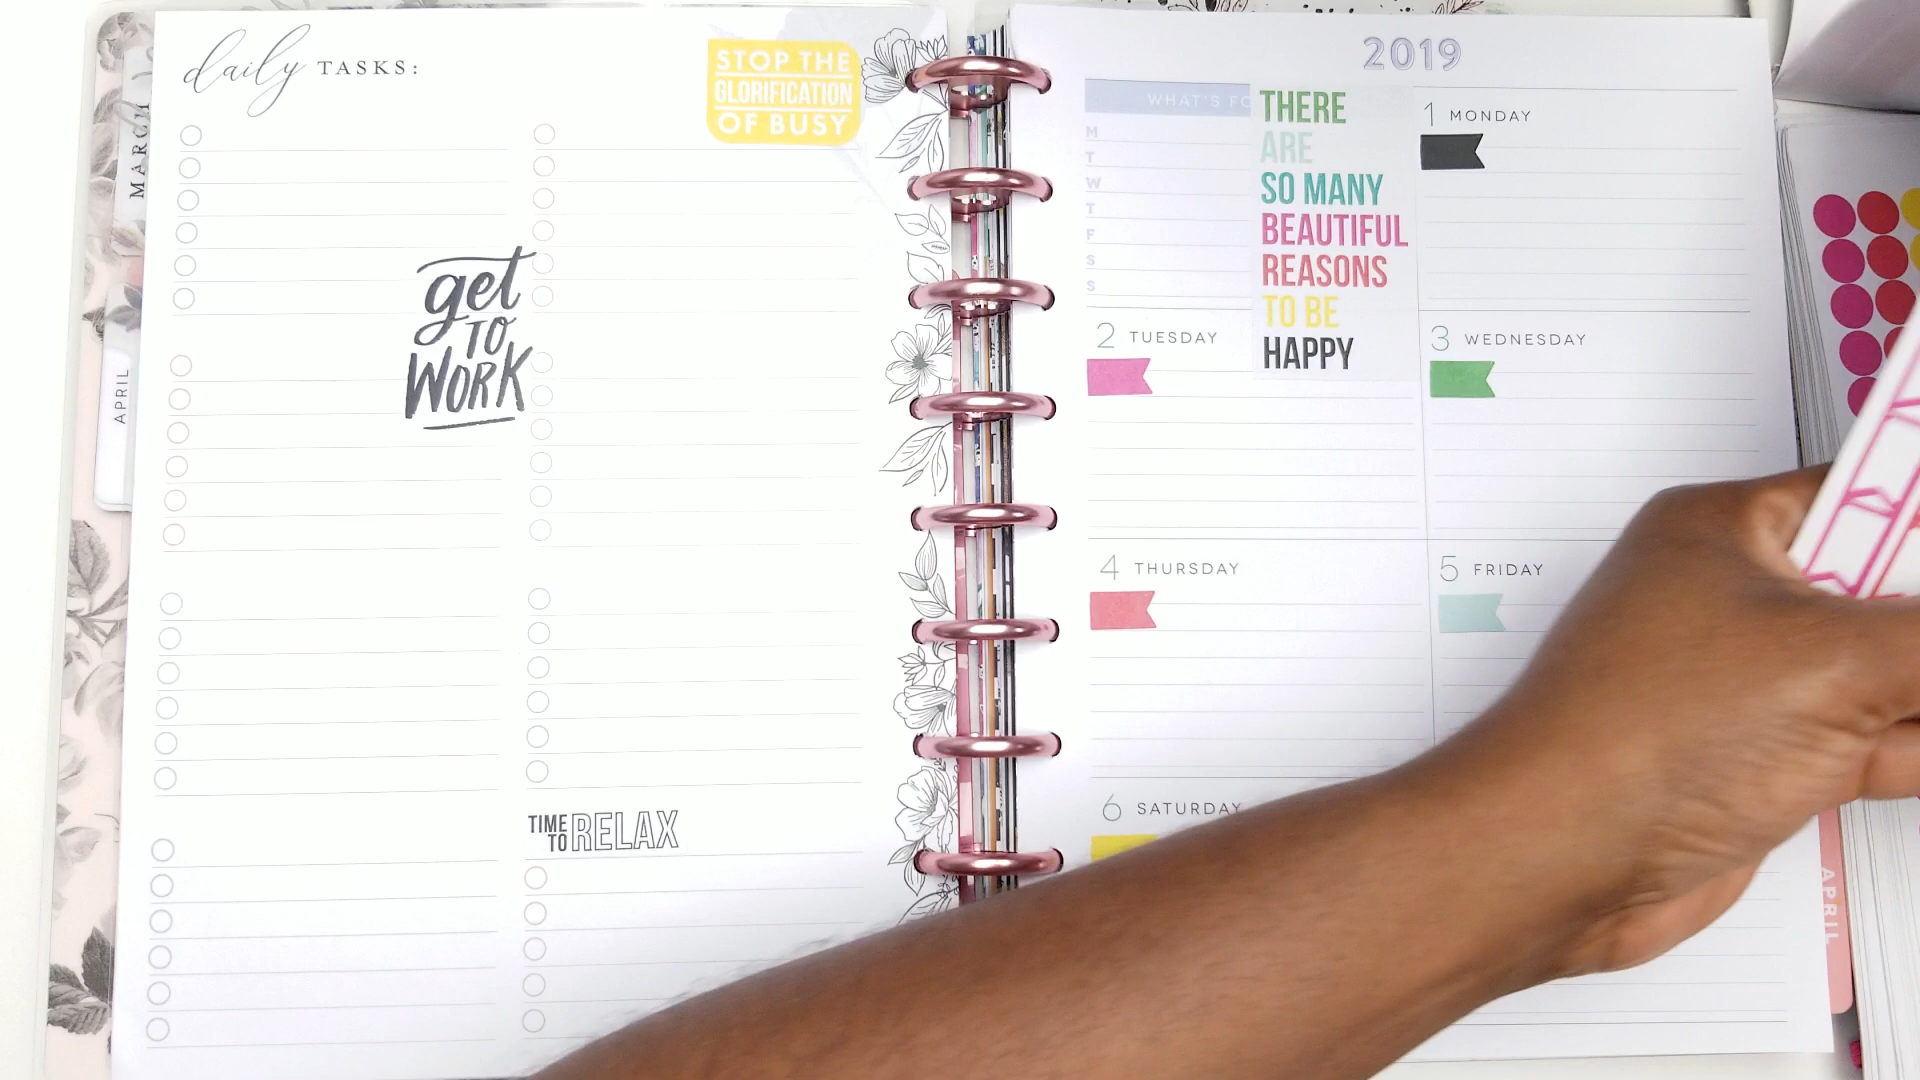 daily TASKS:
STOP THE
GLORIFICATION
OF BUSY
get
TO
WORK
TIME
TO RELAX
MARCH
APRIL
2019
WHAT'S FO
M
T
W
T
F
S
S
THERE
ARE
SO MANY
BEAUTIFUL
REASONS
TO BE
HAPPY
1 MONDAY
2 TUESDAY
3 WEDNESDAY
4 THURSDAY
5 FRIDAY
6 SATURDAY
APRIL